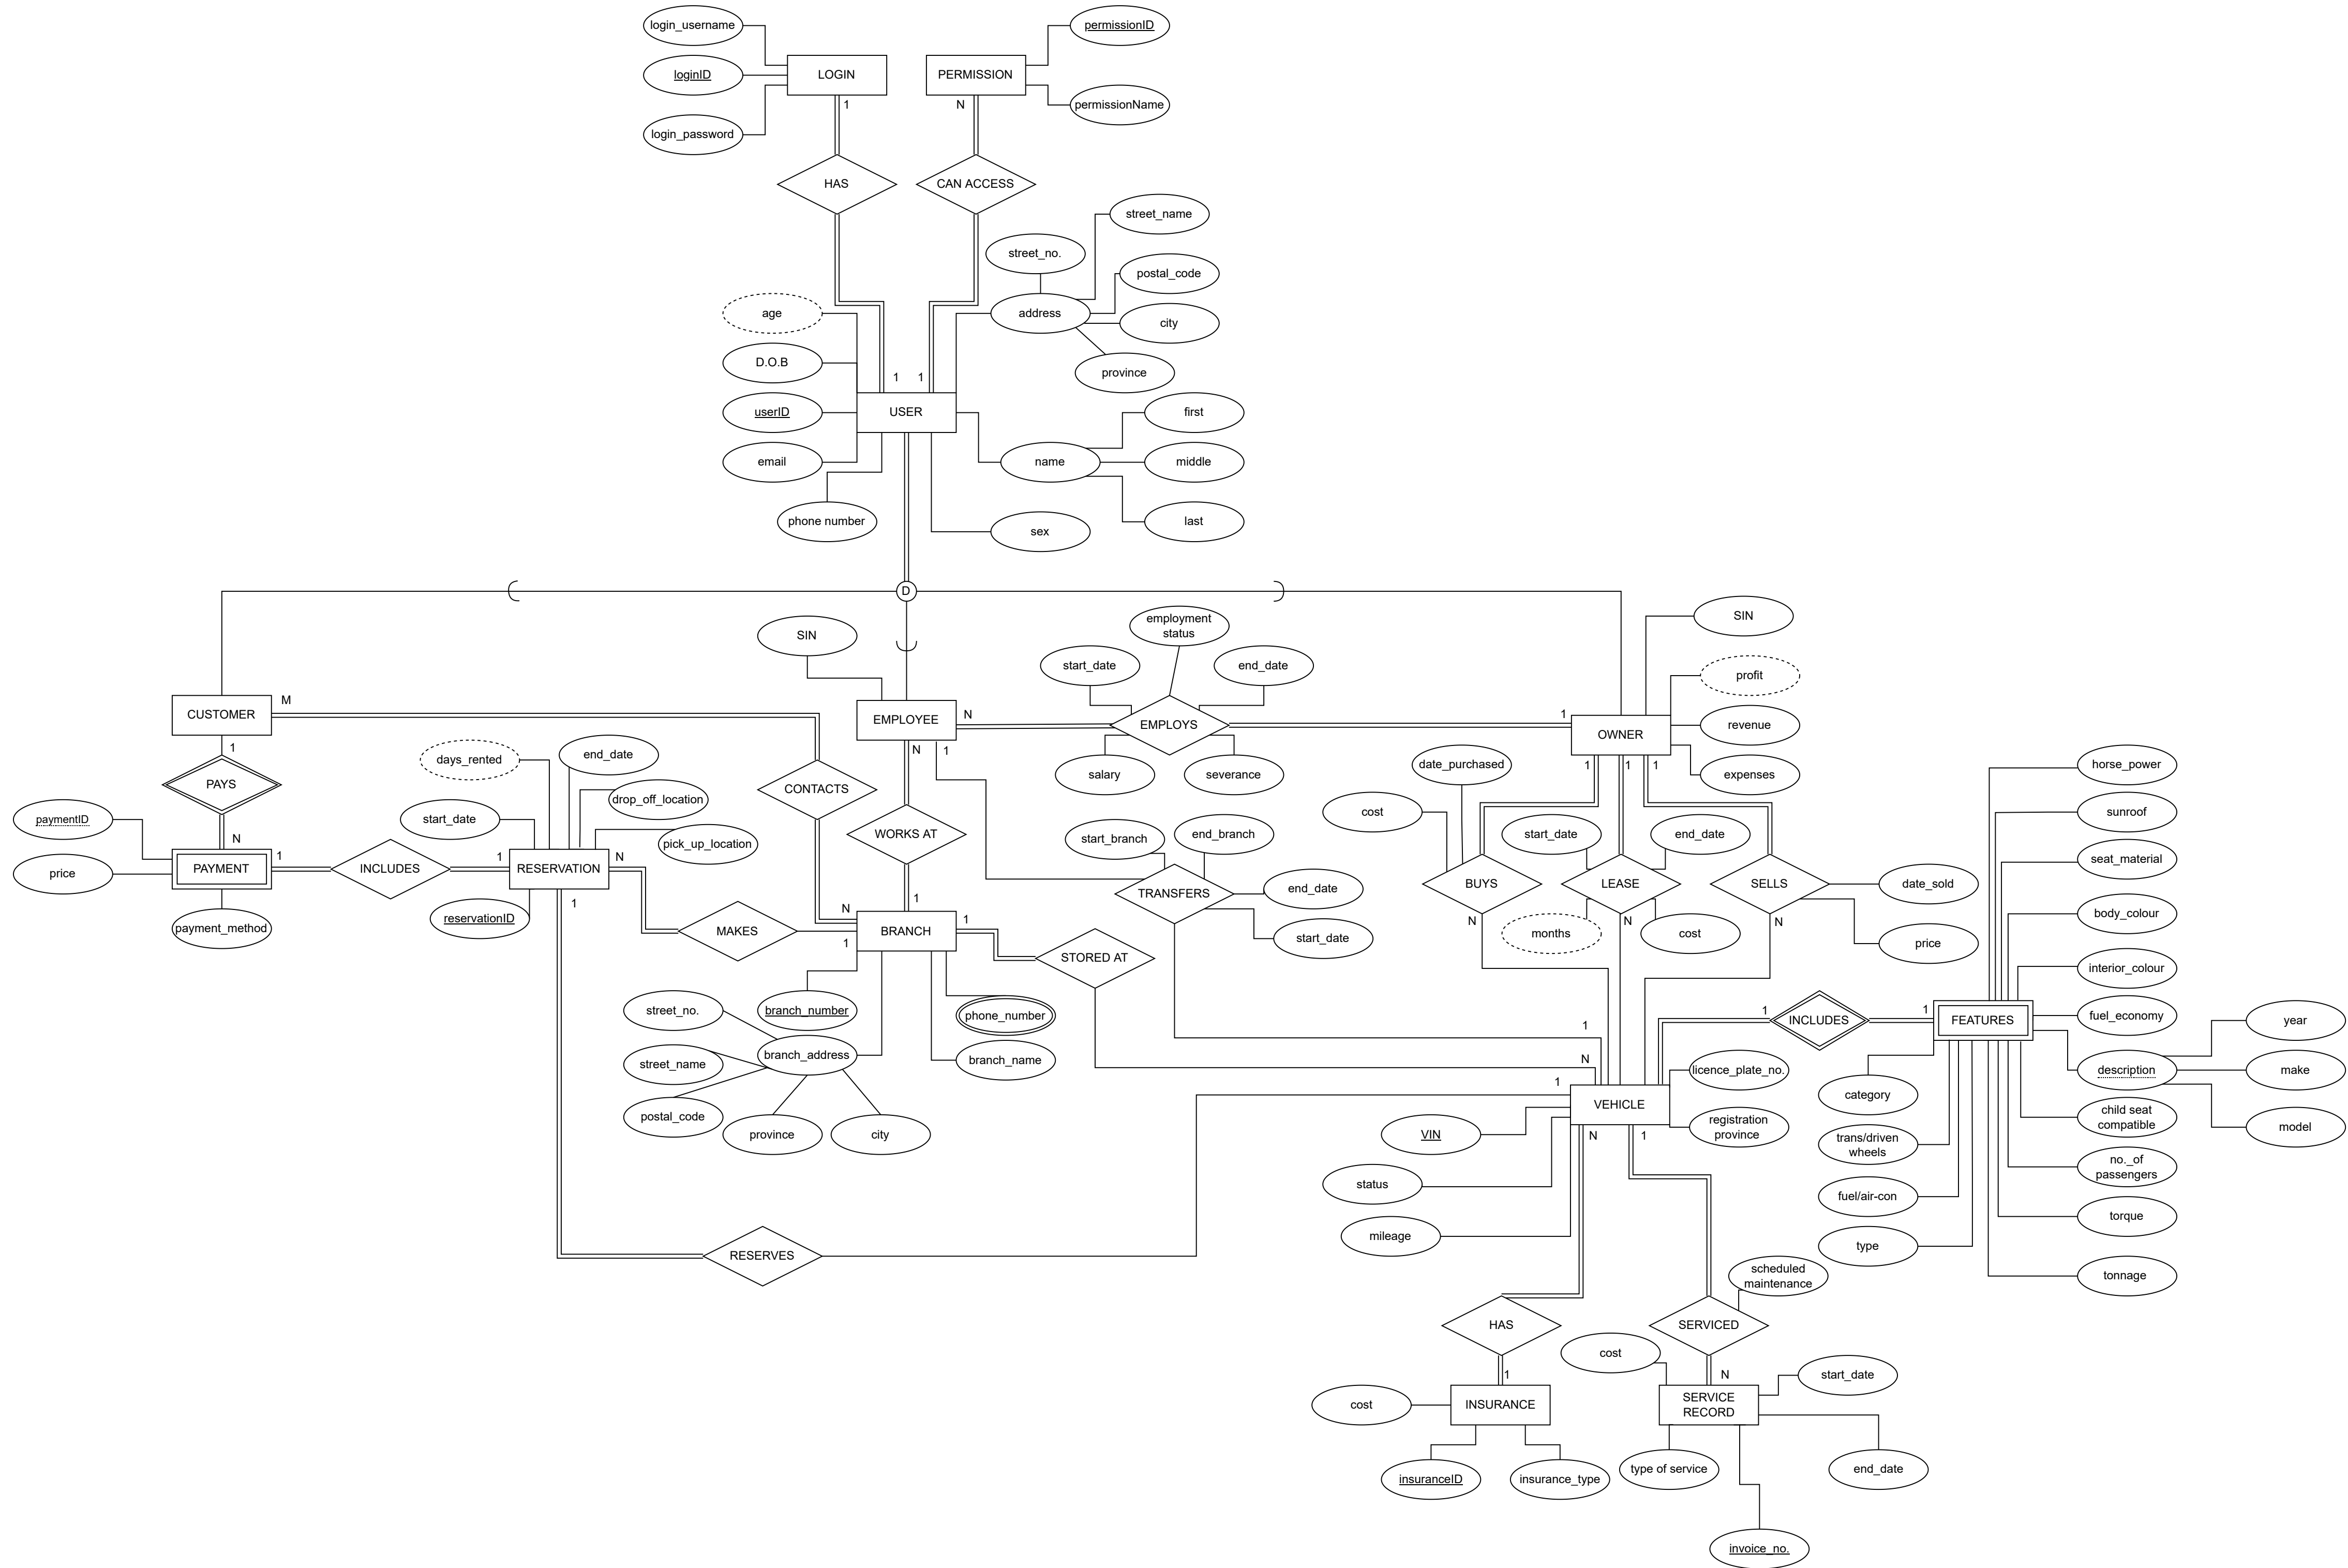 login_username
permissionID
loginID
LOGIN
PERMISSION
1
N
permissionName
login_password
HAS
CAN ACCESS
street_name
street_no.
postal_code
age
address
city
D.O.B
province
1
1
userID
USER
first
email
name
middle
phone number
sex
last
D
SIN
employment
status
SIN
start_date
end_date
profit
M
CUSTOMER
N
EMPLOYEE
EMPLOYS
1
OWNER
revenue
1
N
1
days_rented
end_date
date_purchased
1
1
1
horse_power
PAYS
CONTACTS
salary
severance
expenses
drop_off_location
cost
sunroof
paymentID
start_date
WORKS AT
start_branch
end_branch
start_date
end_date
N
pick_up_location
1
1
N
seat_material
price
PAYMENT
INCLUDES
RESERVATION
TRANSFERS
end_date
BUYS
LEASE
SELLS
date_sold
1
1
N
1
N
N
N
body_colour
payment_method
reservationID
MAKES
1
BRANCH
start_date
months
cost
price
STORED AT
interior_colour
street_no.
branch_number
phone_number
1
INCLUDES
1
FEATURES
fuel_economy
year
1
street_name
branch_address
branch_name
N
licence_plate_no.
description
make
1
category
postal_code
VEHICLE
child seat
compatible
province
city
VIN
N
1
registration
province
trans/driven
wheels
model
status
no._of
passengers
fuel/air-con
torque
mileage
type
RESERVES
scheduled
maintenance
tonnage
HAS
SERVICED
cost
1
N
start_date
cost
INSURANCE
SERVICE
RECORD
insuranceID
insurance_type
type of service
end_date
invoice_no.